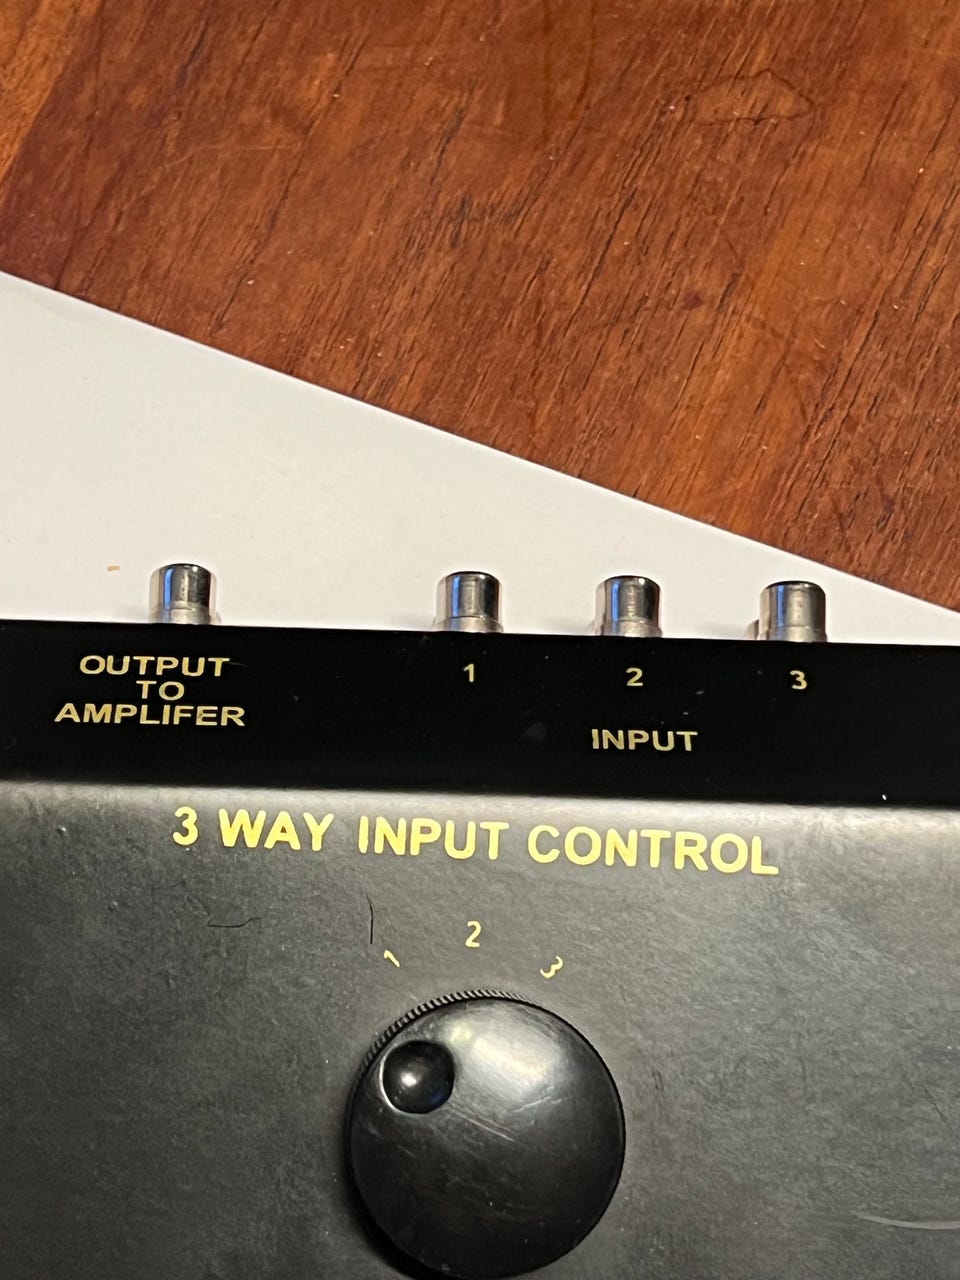 OUTPUT
TO
AMPLIFER
1 2 3
INPUT
3 WAY INPUT CONTROL
1 2 3